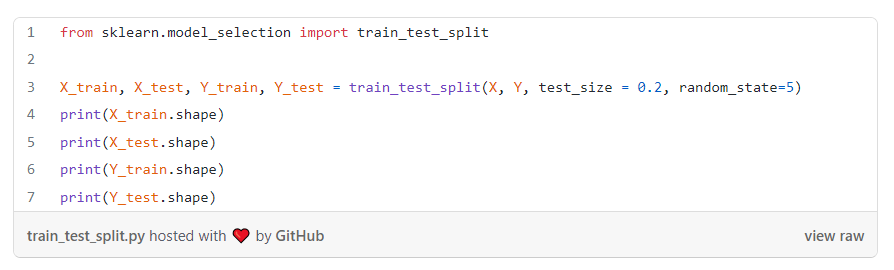 1 from sklearn.model_selection import train_test_split
2
3 X_train, X_test, Y_train, Y_test = train_test_split(X, Y, test_size = 0.2, random_state=5)
4 print(X_train.shape)
5 print(X_test.shape)
6 print(Y_train.shape)
7 print(Y_test.shape)
train_test_split.py hosted with ❤ by GitHub view raw